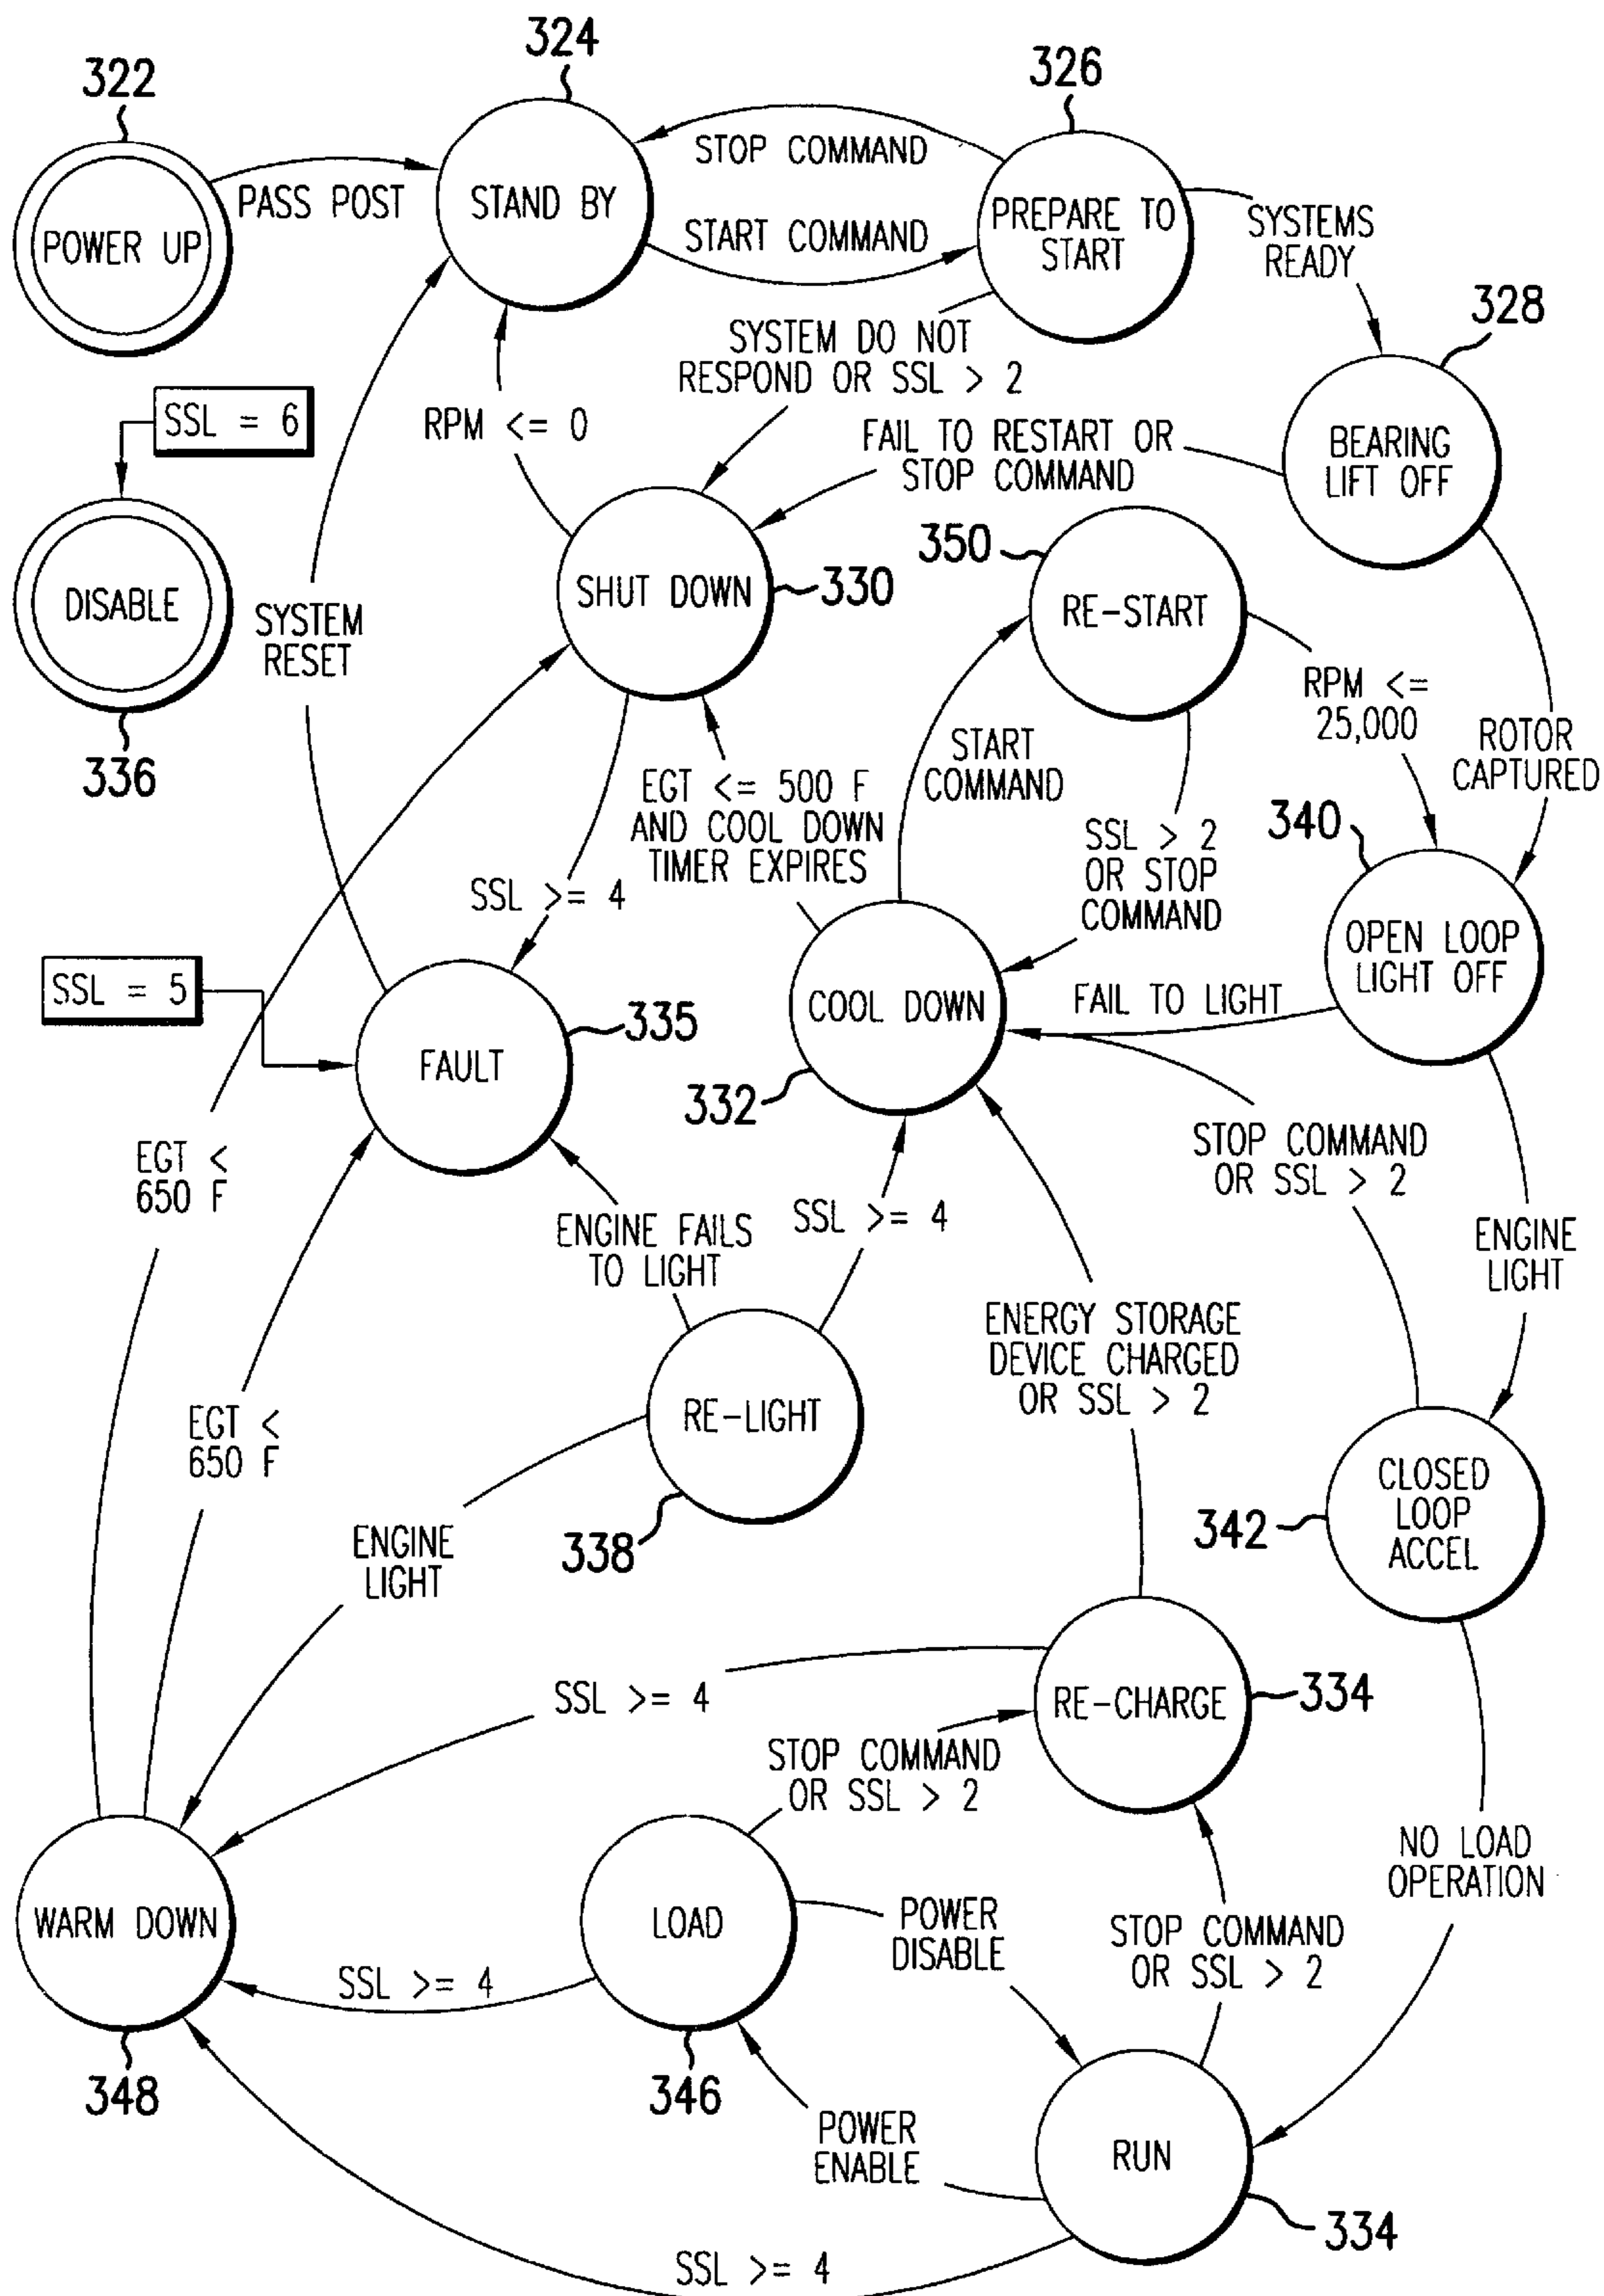 322
324
326
POWER UP
PASS POST
STAND BY
STOP COMMAND
START COMMAND
PREPARE TO
START
SYSTEMS
READY
328
SYSTEM DO NOT
RESPOND OR SSL > 2
SSL = 6
RPM <= 0
FAIL TO RESTART OR
STOP COMMAND
BEARING
LIFT OFF
350
DISABLE
SYSTEM
RESET
SHUT DOWN
330
RE-START
RPM <=
25,000
336
START
COMMAND
ROTOR
CAPTURED
EGT <= 500 F
AND COOL DOWN
TIMER EXPIRES
SSL > 2
OR STOP
COMMAND
340
SSL >= 4
OPEN LOOP
LIGHT OFF
SSL = 5
335
COOL DOWN
FAIL TO LIGHT
FAULT
332
EGT <
650 F
STOP COMMAND
OR SSL > 2
ENGINE FAILS
TO LIGHT
SSL >= 4
ENGINE
LIGHT
ENERGY STORAGE
DEVICE CHARGED
OR SSL > 2
EGT <
650 F
RE-LIGHT
CLOSED
LOOP
ACCEL
342
ENGINE
LIGHT
338
SSL >= 4
RE-CHARGE
334
STOP COMMAND
OR SSL > 2
NO LOAD
OPERATION
WARM DOWN
LOAD
POWER
DISABLE
STOP COMMAND
OR SSL > 2
SSL >= 4
348
346
POWER
ENABLE
RUN
334
SSL >= 4